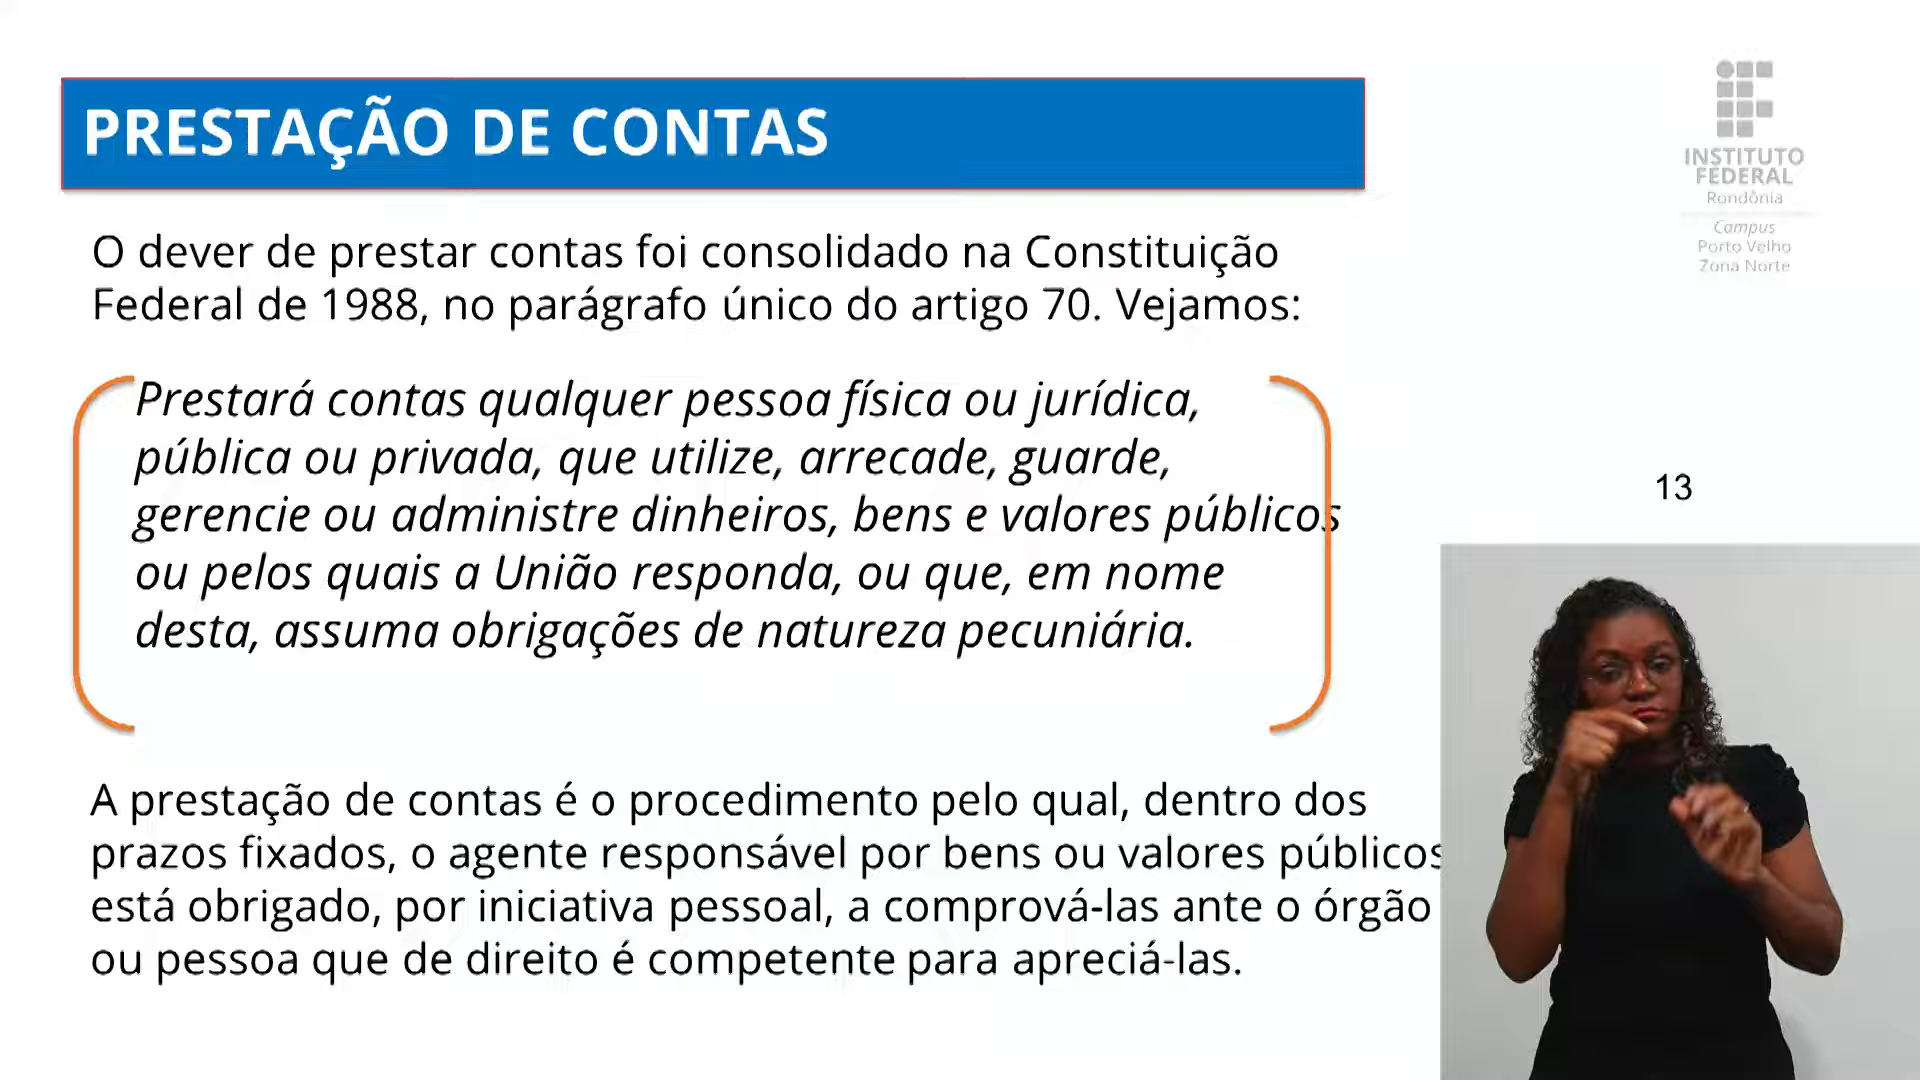 PRESTAÇÃO DE CONTAS
INSTITUTO
FEDERAL
Rondônia
Campus
Porto Velho
Zona Norte
O dever de prestar contas foi consolidado na Constituição
Federal de 1988, no parágrafo único do artigo 70. Vejamos:
Prestará contas qualquer pessoa física ou jurídica,
pública ou privada, que utilize, arrecade, guarde,
gerencie ou administre dinheiros, bens e valores públicos
ou pelos quais a União responda, ou que, em nome
desta, assuma obrigações de natureza pecuniária.
13
A prestação de contas é o procedimento pelo qual, dentro dos
prazos fixados, o agente responsável por bens ou valores públicos
está obrigado, por iniciativa pessoal, a comprová-las ante o órgão
ou pessoa que de direito é competente para apreciá-las.